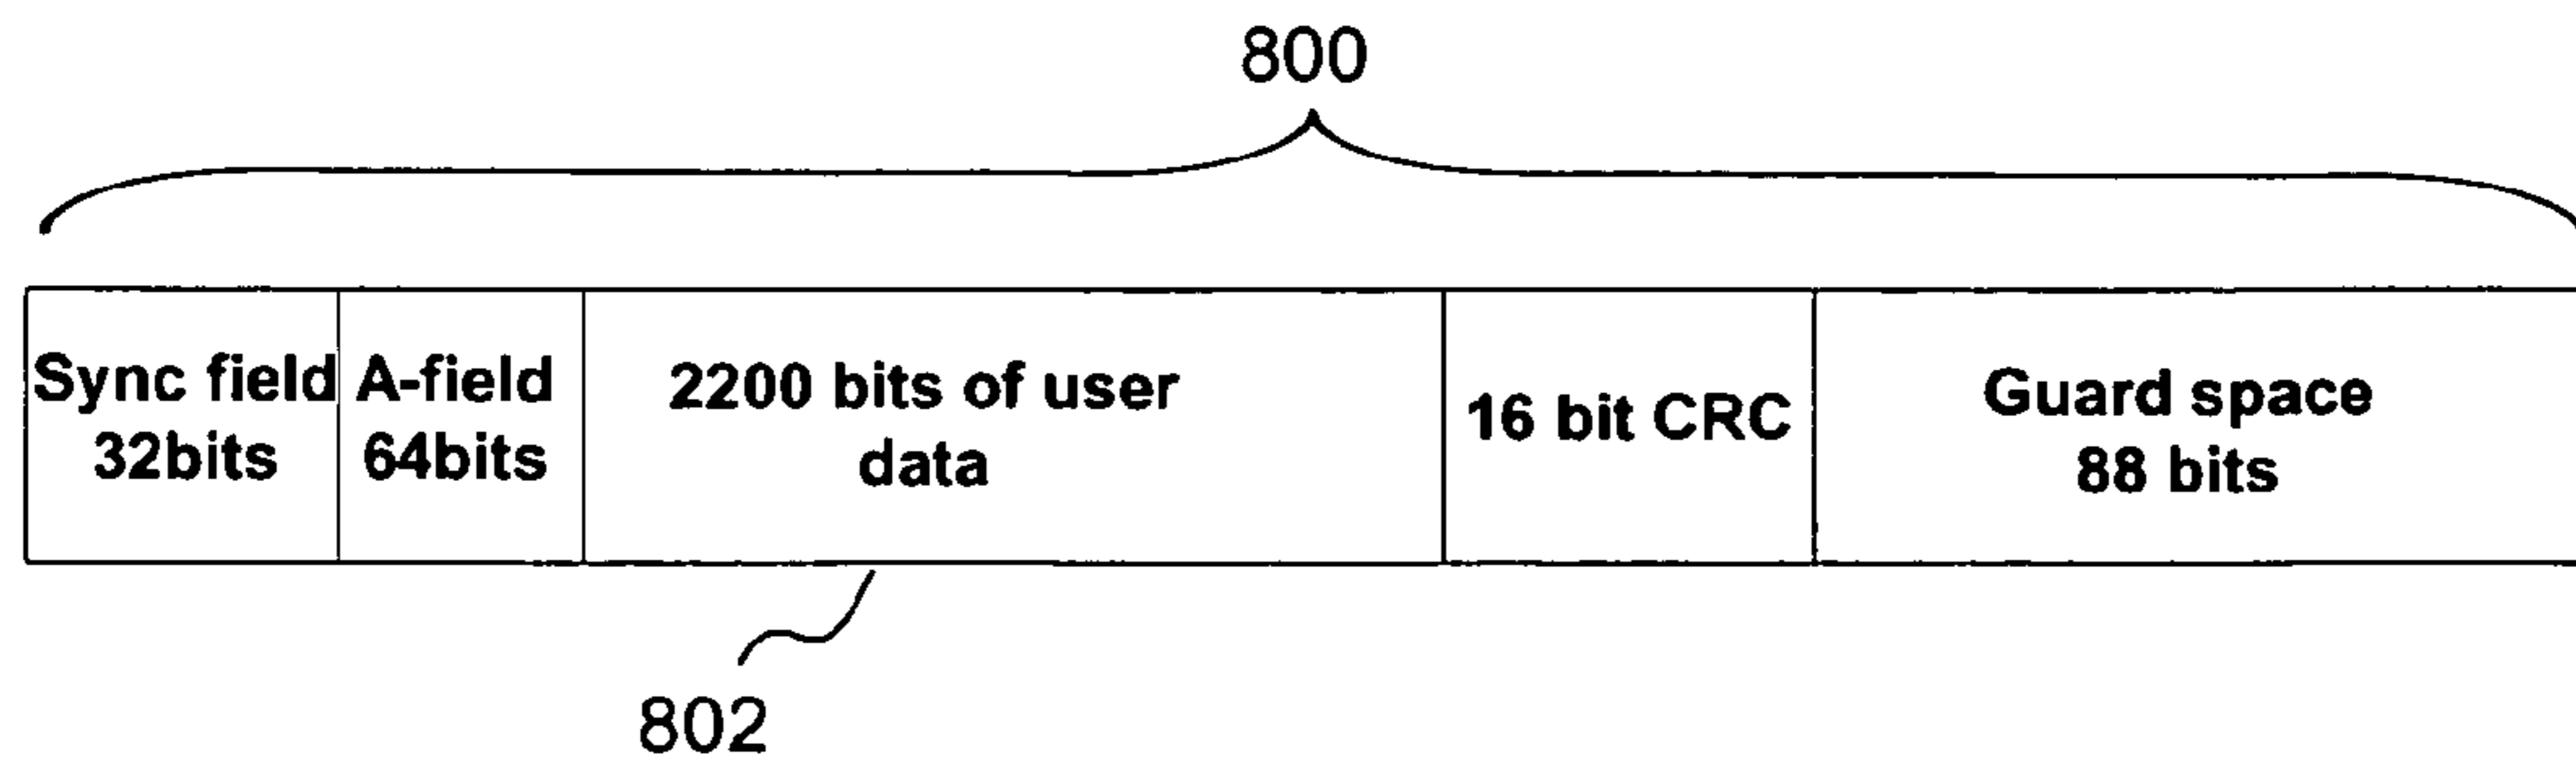 800
Sync field
32bits
A-field
64bits
2200 bits of user
data
16 bit CRC
Guard space
88 bits
802